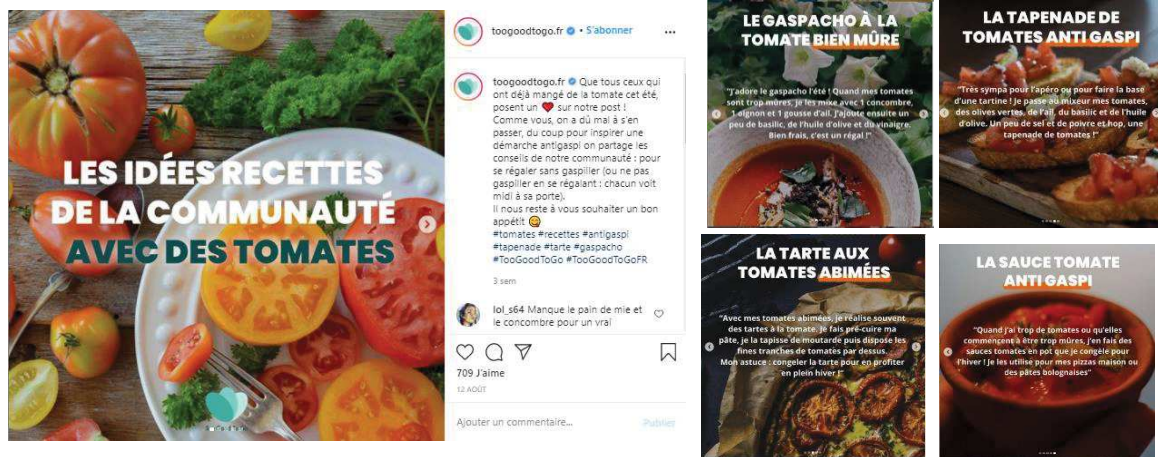 LES IDÉES RECETTES
DE LA COMMUNAUTÉ
AVEC DES TOMATES
toogoodtogo.fr • S'abonner
toogoodtogo.fr Que tous ceux qui
ont déjà mangé de la tomate cet été,
posent un ❤️ sur notre post !
Comme vous, on a dû mal à s'en
passer, du coup pour inspirer une
démarche antigaspi on partage les
conseils de notre communauté : pour
se régaler sans gaspiller (ou ne pas
gaspiller en se régalant : chacun voit
midi à sa porte).
Il nous reste à vous souhaiter un bon
appétit 😋
#tomates #recettes #antigaspi
#tapenade #tarte #gaspacho
#TooGoodToGo #TooGoodToGoFR
3 sem
lol_s64 Manque le pain de mie et
le concombre pour un vrai
709 J'aime
12 AOÛT
Ajouter un commentaire...
Publier
LE GASPACHO À LA
TOMATE BIEN MÛRE
"J'adore le gaspacho l'été ! Quand mes tomates
sont trop mûres, je les mixe avec 1 concombre,
1 oignon et 1 gousse d'ail. J'ajoute ensuite un
peu de basilic, de l'huile d'olive et du vinaigre.
Bien frais, c'est un régal !"
LA TAPENADE DE
TOMATES ANTI GASPI
"Très sympa pour l'apéro ou pour faire la base
d'une tartine ! Je passe au mixeur mes tomates,
des olives vertes, de l'ail, du basilic et de l'huile
d'olive. Un peu de sel et de poivre et hop, une
tapenade de tomates !"
LA TARTE AUX
TOMATES ABIMÉES
"Avec mes tomates abimées, je réalise souvent
des tartes à la tomate. Je fais pré-cuire ma
pâte, je la tapisse de moutarde puis dispose les
fines tranches de tomates par dessus.
Mon astuce : congeler la tarte pour en profiter
en plein hiver !"
LA SAUCE TOMATE
ANTI GASPI
"Quand j'ai trop de tomates ou qu'elles
commencent à être trop mûres, j'en fais des
sauces tomates en pot que je congèle pour
l'hiver ! Je les utilise pour mes pizzas maison ou
des pâtes bolognaises"